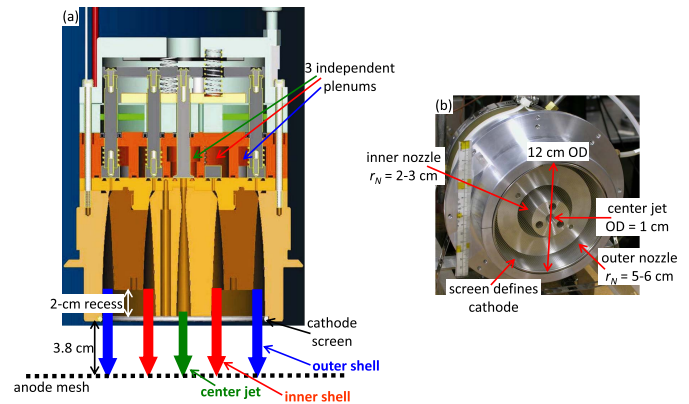 (a)
3 independent
plenums
2-cm recess
3.8 cm
cathode
screen
outer shell
anode mesh
center jet
inner shell
(b)
12 cm OD
inner nozzle
rN = 2-3 cm
center jet
OD = 1 cm
outer nozzle
rN = 5-6 cm
screen defines
cathode